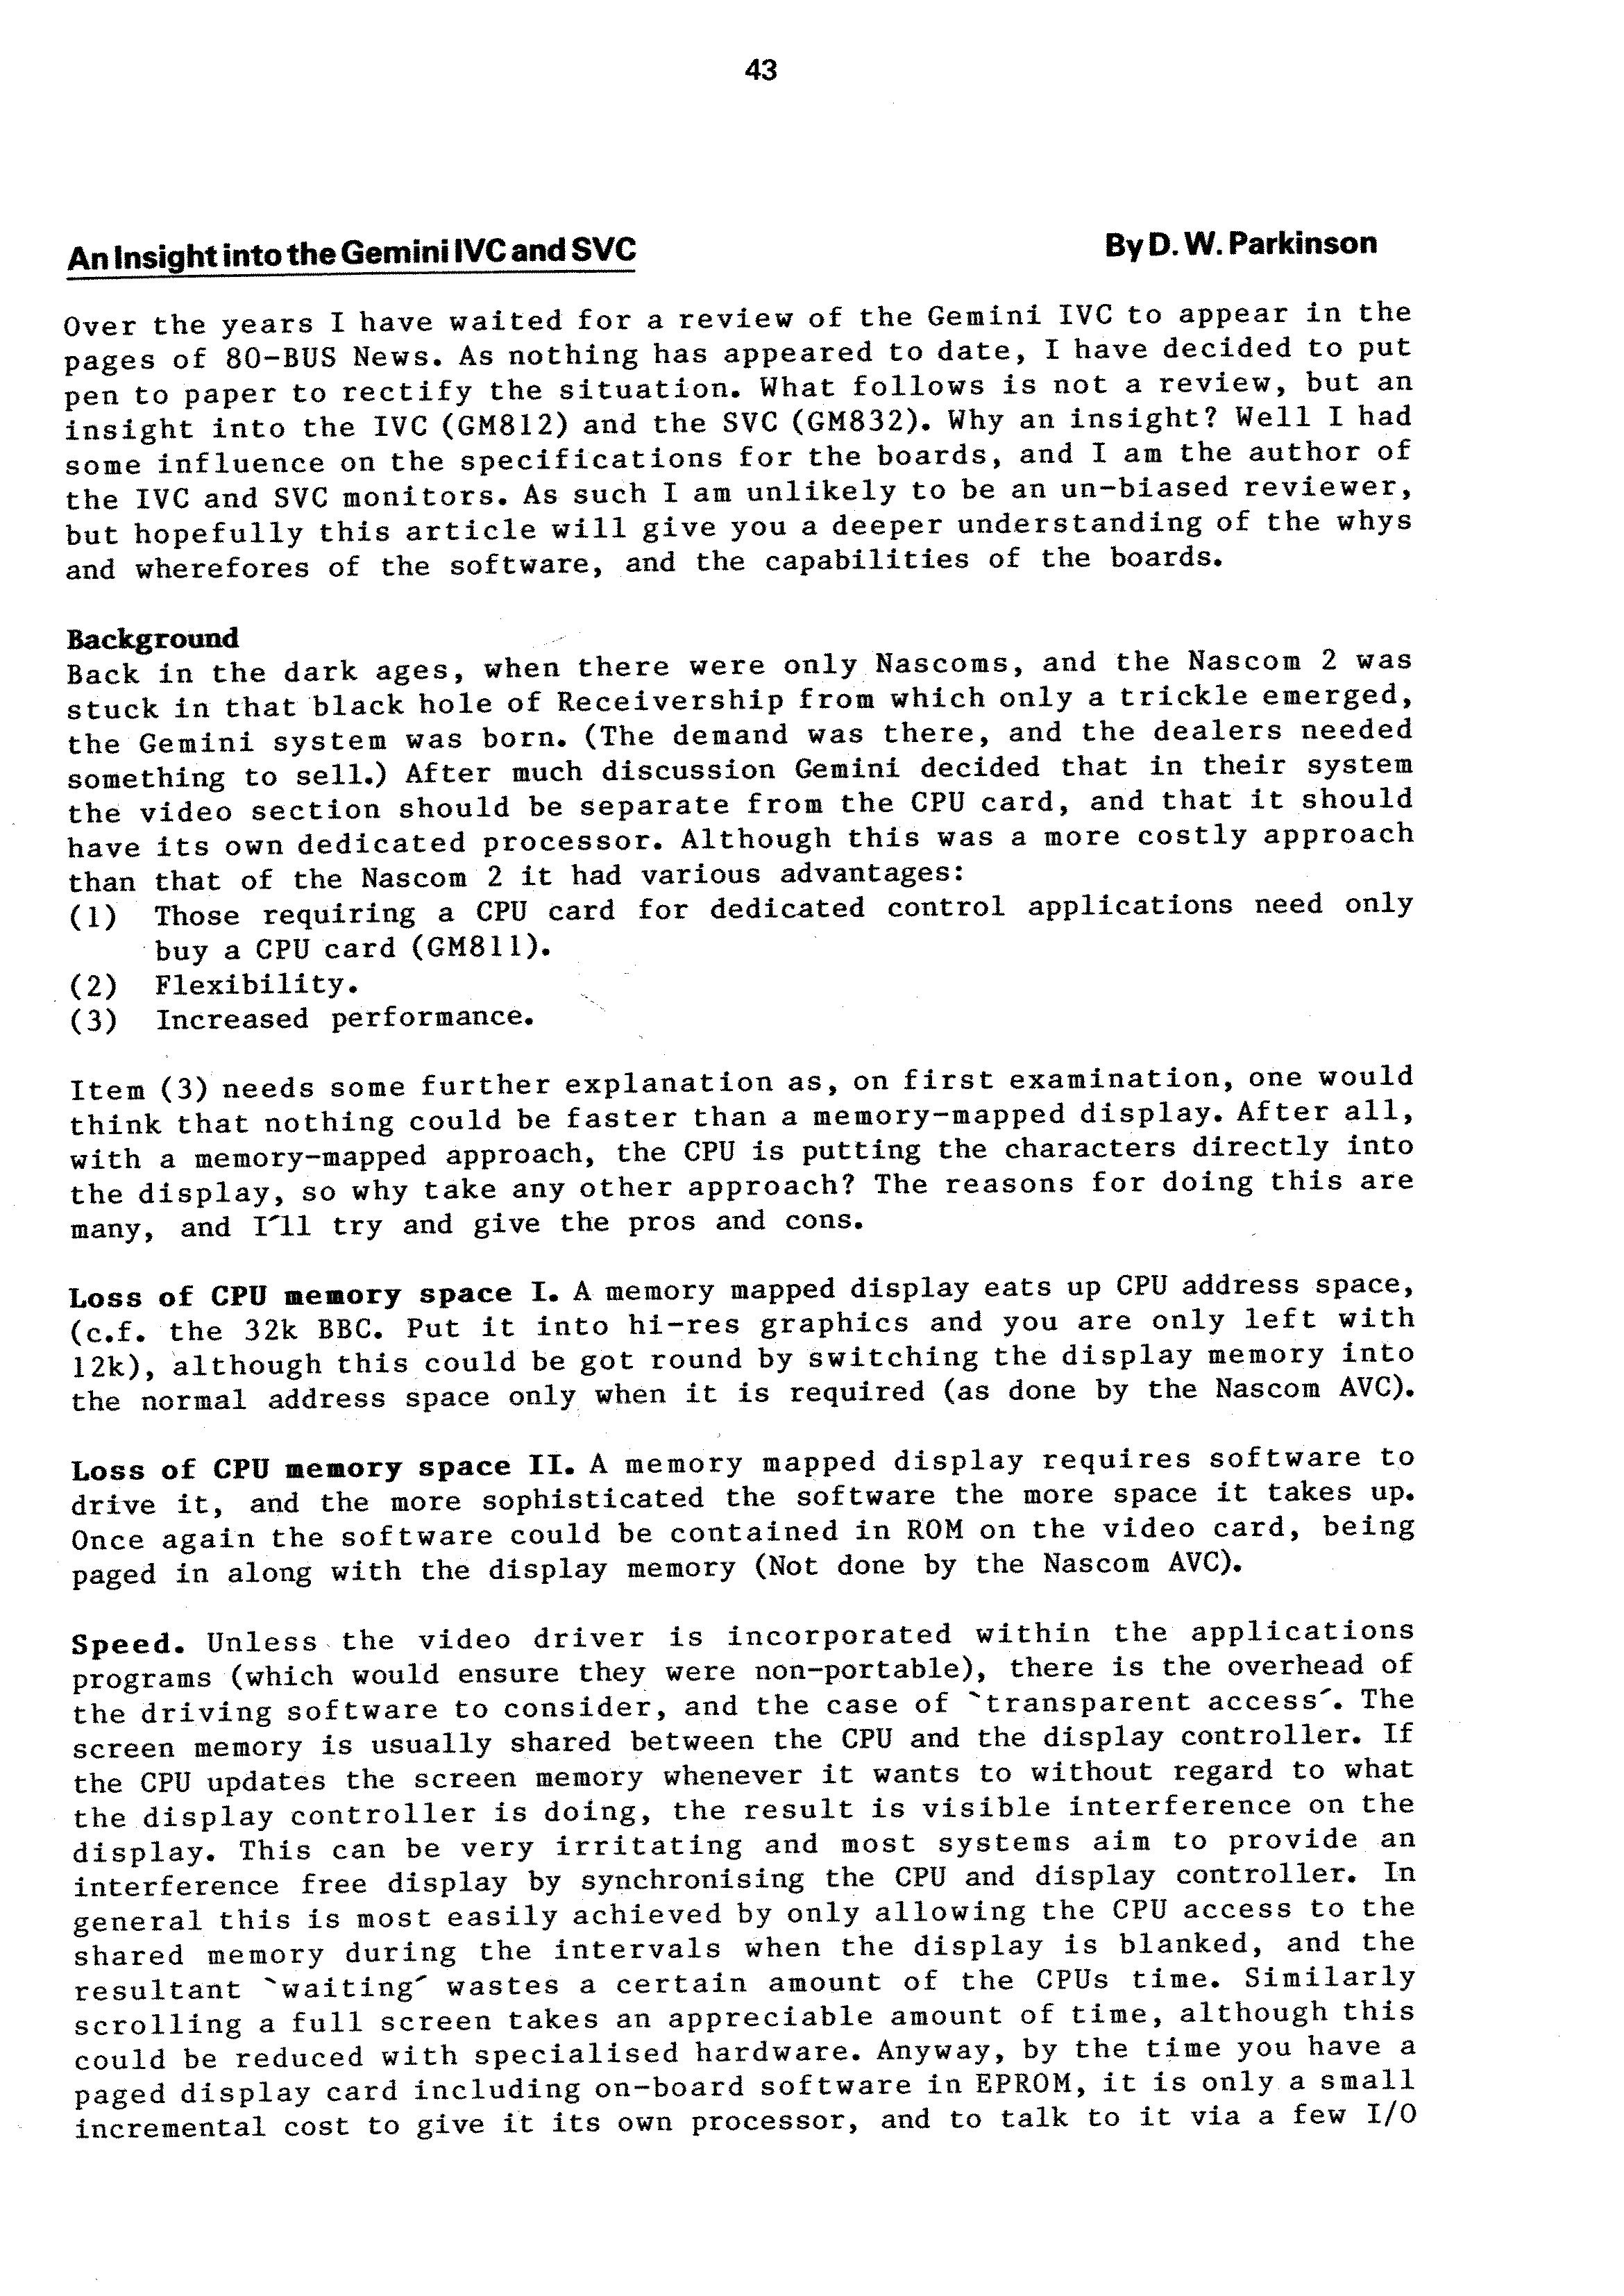 43
An Insight into the Gemini IVC and SVC By D. W. Parkinson
Over the years I have waited for a review of the Gemini IVC to appear in the
pages of 80-BUS News. As nothing has appeared to date, I have decided to put
pen to paper to rectify the situation. What follows is not a review, but an
insight into the IVC (GM812) and the SVC (GM832). Why an insight? Well I had
some influence on the specifications for the boards, and I am the author of
the IVC and SVC monitors. As such I am unlikely to be an un-biased reviewer,
but hopefully this article will give you a deeper understanding of the whys
and wherefores of the software, and the capabilities of the boards.
Background
Back in the dark ages, when there were only Nascoms, and the Nascom 2 was
stuck in that black hole of Receivership from which only a trickle emerged,
the Gemini system was born. (The demand was there, and the dealers needed
something to sell.) After much discussion Gemini decided that in their system
the video section should be separate from the CPU card, and that it should
have its own dedicated processor. Although this was a more costly approach
than that of the Nascom 2 it had various advantages:
(1) Those requiring a CPU card for dedicated control applications need only
buy a CPU card (GM811).
(2) Flexibility.
(3) Increased performance.
Item (3) needs some further explanation as, on first examination, one would
think that nothing could be faster than a memory-mapped display. After all,
with a memory-mapped approach, the CPU is putting the characters directly into
the display, so why take any other approach? The reasons for doing this are
many, and I´ll try and give the pros and cons.
Loss of CPU memory space I. A memory mapped display eats up CPU address space,
(c.f. the 32k BBC. Put it into hi-res graphics and you are only left with
12k), although this could be got round by switching the display memory into
the normal address space only when it is required (as done by the Nascom AVC).
Loss of CPU memory space II. A memory mapped display requires software to
drive it, and the more sophisticated the software the more space it takes up.
Once again the software could be contained in ROM on the video card, being
paged in along with the display memory (Not done by the Nascom AVC).
Speed. Unless the video driver is incorporated within the applications
programs (which would ensure they were non-portable), there is the overhead of
the driving software to consider, and the case of `transparent access´. The
screen memory is usually shared between the CPU and the display controller. If
the CPU updates the screen memory whenever it wants to without regard to what
the display controller is doing, the result is visible interference on the
display. This can be very irritating and most systems aim to provide an
interference free display by synchronising the CPU and display controller. In
general this is most easily achieved by only allowing the CPU access to the
shared memory during the intervals when the display is blanked, and the
resultant `waiting´ wastes a certain amount of the CPUs time. Similarly
scrolling a full screen takes an appreciable amount of time, although this
could be reduced with specialised hardware. Anyway, by the time you have a
paged display card including on-board software in EPROM, it is only a small
incremental cost to give it its own processor, and to talk to it via a few I/O